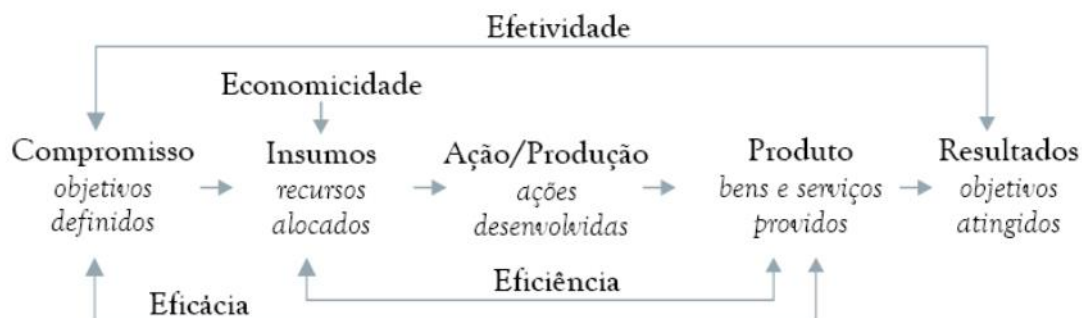 Efetividade
Economicidade
Compromisso Insumos Ação/Produção Produto Resultados
objetivos recursos ações bens e serviços objetivos
definidos alocados desenvolvidas providos atingidos
Eficiência
Eficácia